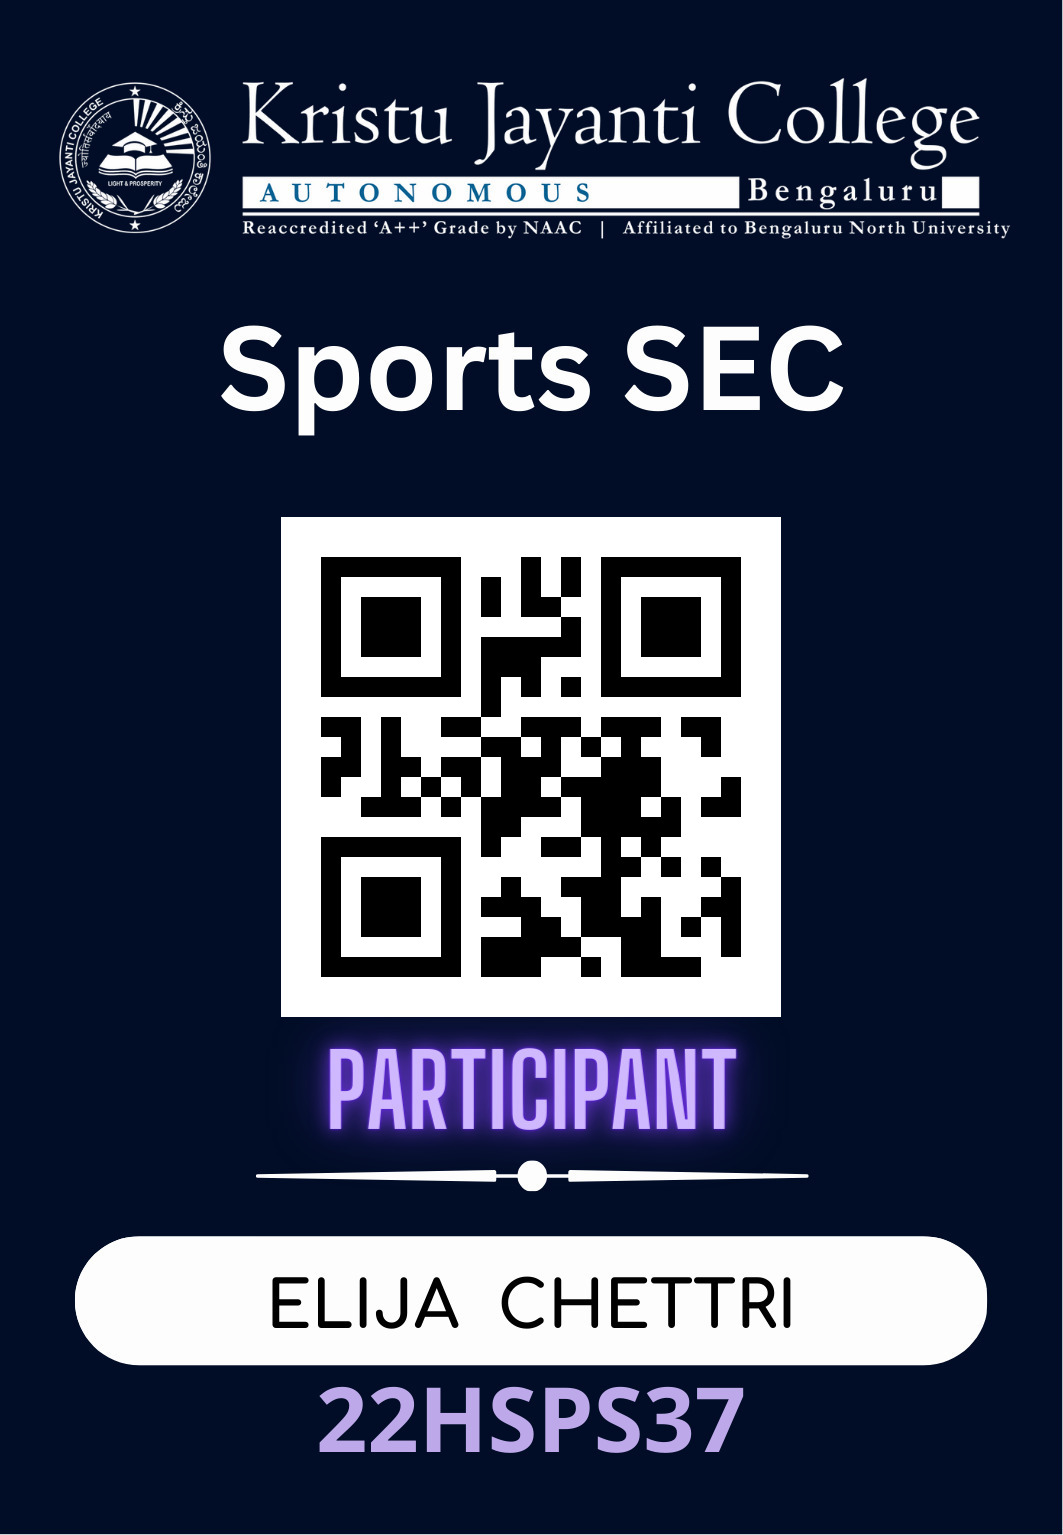 Kristu Jayanti College
AUTONOMOUS Bengaluru
Reaccredited ‘A++’ Grade by NAAC | Affiliated to Bengaluru North University
KRISTU JAYANTI COLLEGE
LIGHT & PROSPERITY
Sports SEC
PARTICIPANT
ELIJA CHETTRI
22HSPS37